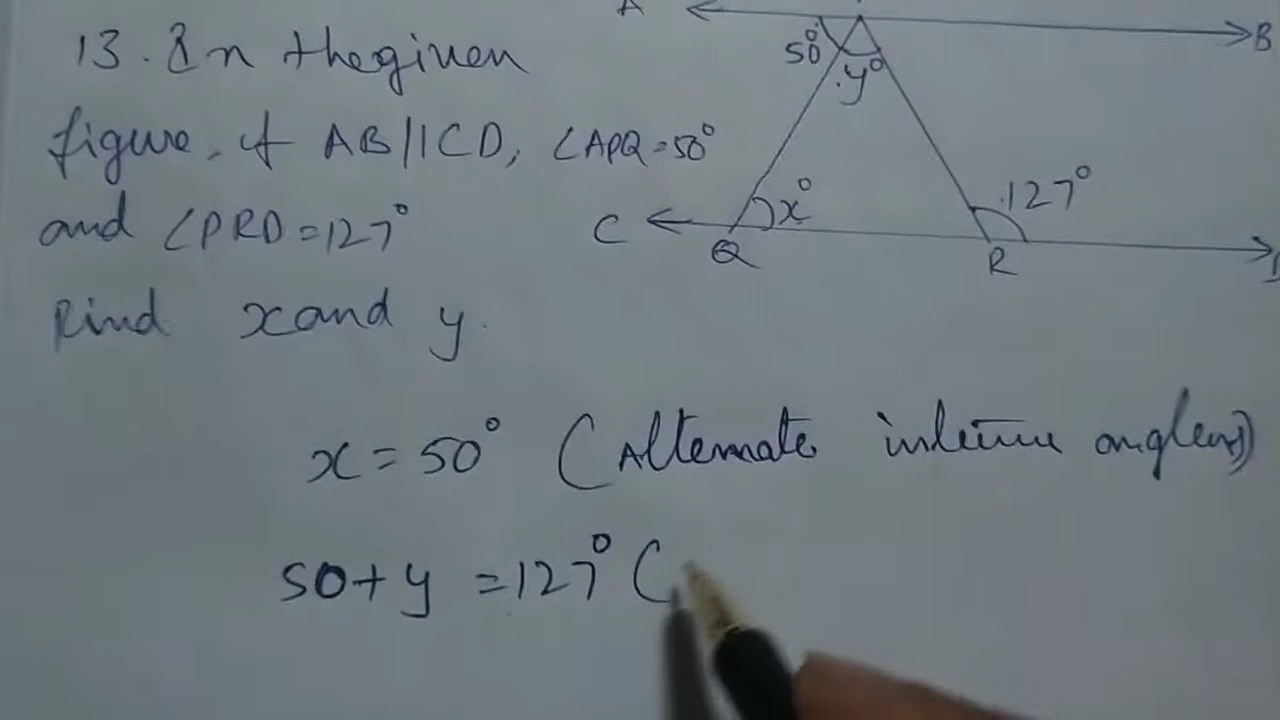 13. In the given
figure, if AB||CD, ∠APQ=50°
and ∠PRD=127°
Find x and y.
A
B
50°
y°
x°
127°
C
Q
R
x = 50° (Alternate interior angles)
50+y =127° (